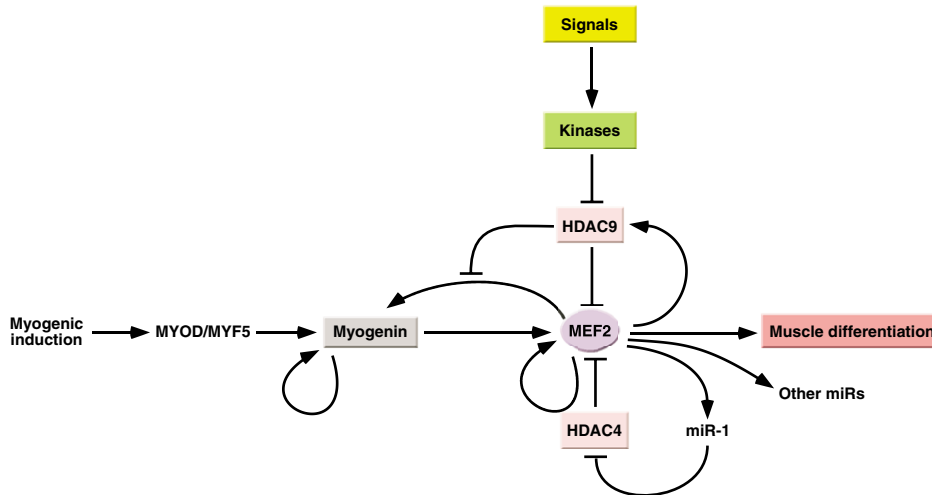 Signals
Kinases
HDAC9
Myogenic
induction
MYOD/MYF5
Myogenin
MEF2
Muscle differentiation
Other miRs
HDAC4
miR-1